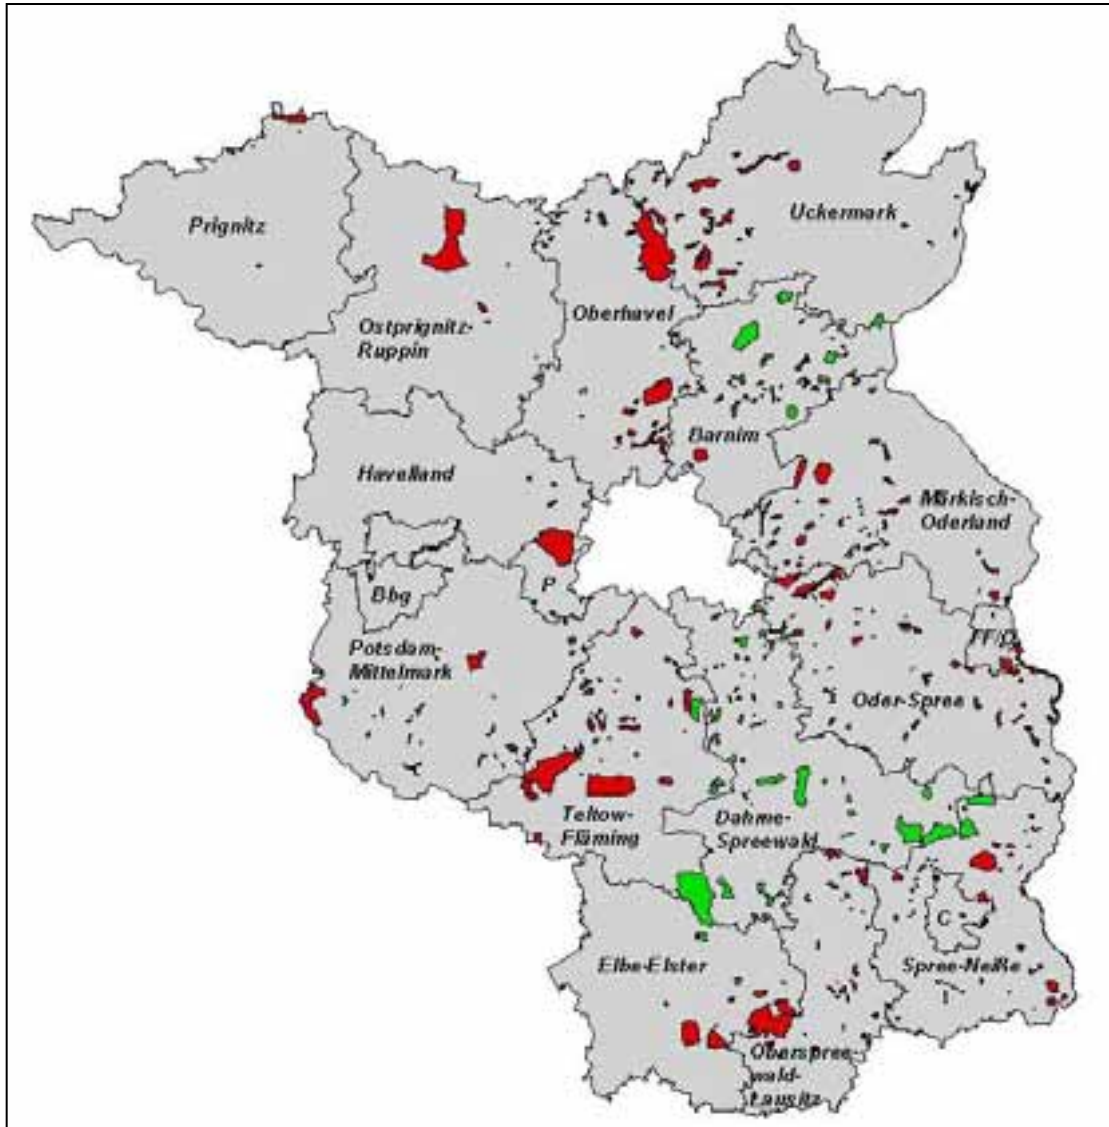 Prignitz
Uckermark
Oberhavel
Ostprignitz-
Ruppin
Barnim
Havelland
Märkisch-
Oderland
Bbg
P
FF/O
Potsdam-
Mittelmark
Oder-Spree
Teltow-
Fläming
Dahme-
Spreewald
C
Elbe-Elster
Spree-Neiße
Oberspree-
wald-
Lausitz